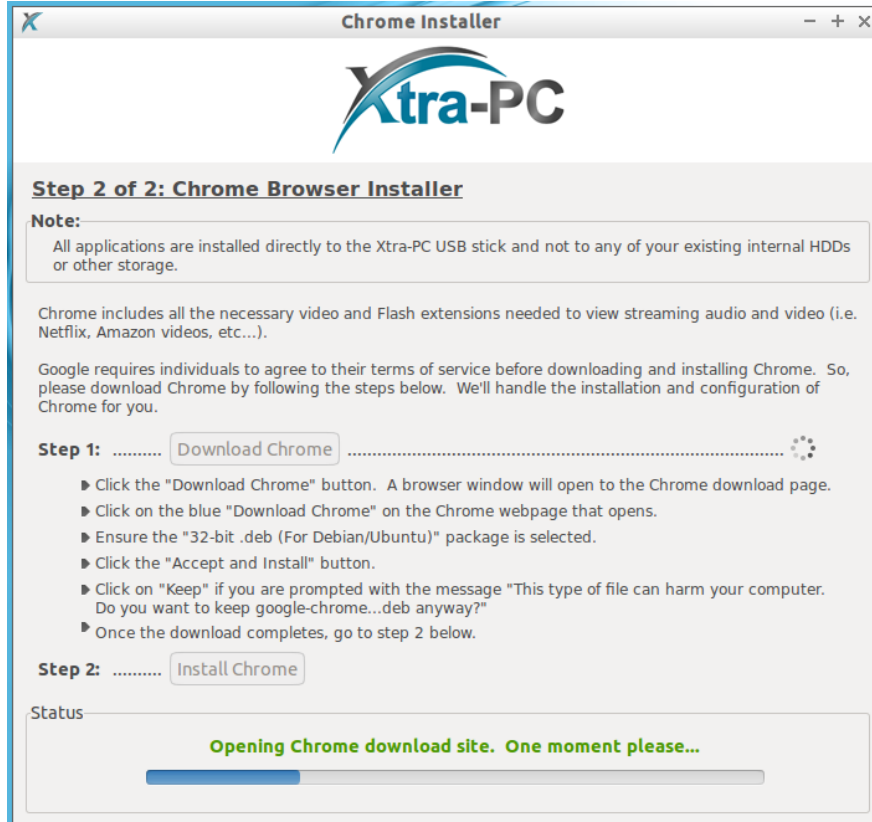 Chrome Installer
Xtra-PC
Step 2 of 2: Chrome Browser Installer
Note:
All applications are installed directly to the Xtra-PC USB stick and not to any of your existing internal HDDs
or other storage.
Chrome includes all the necessary video and Flash extensions needed to view streaming audio and video (i.e.
Netflix, Amazon videos, etc...).
Google requires individuals to agree to their terms of service before downloading and installing Chrome.  So,
please download Chrome by following the steps below.  We'll handle the installation and configuration of
Chrome for you.
Step 1: .......... Download Chrome ....................................................................................................
Click the "Download Chrome" button.  A browser window will open to the Chrome download page.
Click on the blue "Download Chrome" on the Chrome webpage that opens.
Ensure the "32-bit .deb (For Debian/Ubuntu)" package is selected.
Click the "Accept and Install" button.
Click on "Keep" if you are prompted with the message "This type of file can harm your computer.
Do you want to keep google-chrome...deb anyway?"
Once the download completes, go to step 2 below.
Step 2: .......... Install Chrome
Status
Opening Chrome download site.  One moment please...